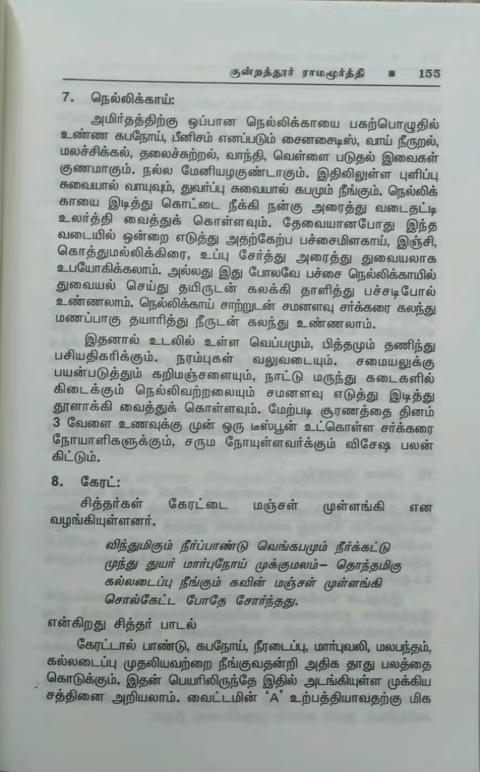 குன்றத்தூர் ராமமூர்த்தி ■ 155
7. நெல்லிக்காய்:
அமிர்தத்திற்கு ஒப்பான நெல்லிக்காயை பகற்பொழுதில்
உண்ண கபநோய், பீனிசம் எனப்படும் சைனசைடிஸ், வாய் நீரூறல்,
மலச்சிக்கல், தலைச்சுற்றல், வாந்தி, வெள்ளை படுதல் இவைகள்
குணமாகும். நல்ல மேனியழகுண்டாகும். இதிலிலுள்ள புளிப்பு
சுவையால் வாயுவும், துவர்ப்பு சுவையால் கபமும் நீங்கும். நெல்லிக்
காயை இடித்து கொட்டை நீக்கி நன்கு அரைத்து வடைதட்டி
உலர்த்தி வைத்துக் கொள்ளவும். தேவையானபோது இந்த
வடையில் ஒன்றை எடுத்து அதற்கேற்ப பச்சைமிளகாய், இஞ்சி,
கொத்துமல்லிக்கீரை, உப்பு சேர்த்து அரைத்து துவையலாக
உபயோகிக்கலாம். அல்லது இது போலவே பச்சை நெல்லிக்காயில்
துவையல் செய்து தயிருடன் கலக்கி தாளித்து பச்சடிபோல்
உண்ணலாம். நெல்லிக்காய் சாற்றுடன் சமனளவு சர்க்கரை கலந்து
மணப்பாகு தயாரித்து நீருடன் கலந்து உண்ணலாம்.
இதனால் உடலில் உள்ள வெப்பமும், பித்தமும் தணிந்து
பசியதிகரிக்கும். நரம்புகள் வலுவடையும். சமையலுக்கு
பயன்படுத்தும் கறிமஞ்சளையும், நாட்டு மருந்து கடைகளில்
கிடைக்கும் நெல்லிவற்றலையும் சமனளவு எடுத்து இடித்து
தூளாக்கி வைத்துக் கொள்ளவும். மேற்படி சூரணத்தை தினம்
3 வேளை உணவுக்கு முன் ஒரு டீஸ்பூன் உட்கொள்ள சர்க்கரை
நோயாளிகளுக்கும், சரும நோயுள்ளவர்க்கும் விசேஷ பலன்
கிட்டும்.
8. கேரட்:
சித்தர்கள் கேரட்டை மஞ்சள் முள்ளங்கி என
வழங்கியுள்ளனர்.
விந்துமிகும் நீர்ப்பாண்டு வெங்கபமும் நீர்க்கட்டு
முந்து துயர் மார்புநோய் முக்குமலம்– தொந்தமிகு
கல்லடைப்பு நீங்கும் கவின் மஞ்சள் முள்ளங்கி
சொல்கேட்ட போதே சோர்ந்தது.
என்கிறது சித்தர் பாடல்
கேரட்டால் பாண்டு, கபநோய், நீரடைப்பு, மார்புவலி, மலபந்தம்,
கல்லடைப்பு முதலியவற்றை நீங்குவதன்றி அதிக தாது பலத்தை
கொடுக்கும். இதன் பெயரிலிருந்தே இதில் அடங்கியுள்ள முக்கிய
சத்தினை அறியலாம். வைட்டமின் ‘A’ உற்பத்தியாவதற்கு மிக